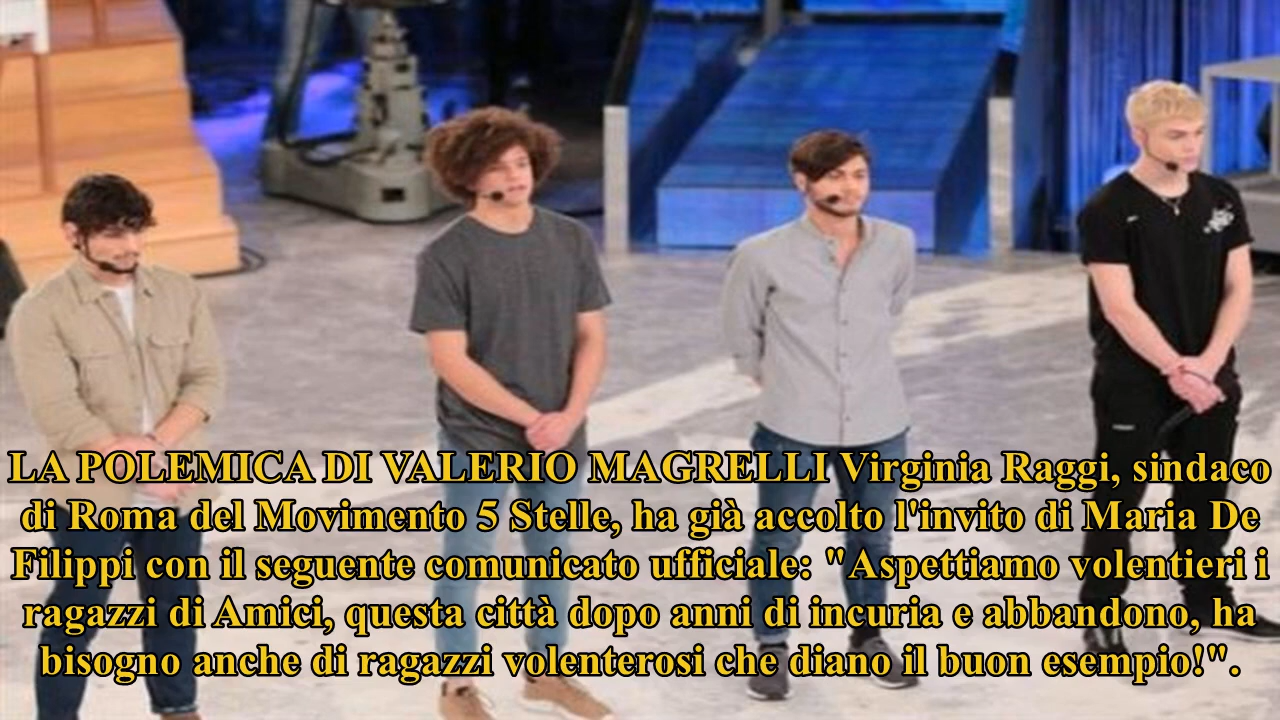 LA POLEMICA DI VALERIO MAGRELLI Virginia Raggi, sindaco
di Roma del Movimento 5 Stelle, ha già accolto l'invito di Maria De
Filippi con il seguente comunicato ufficiale: "Aspettiamo volentieri i
ragazzi di Amici, questa città dopo anni di incuria e abbandono, ha
bisogno anche di ragazzi volenterosi che diano il buon esempio!".